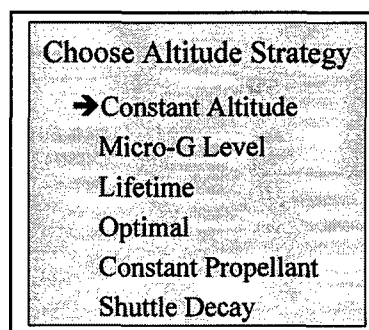 Choose Altitude Strategy
➔Constant Altitude
Micro-G Level
Lifetime
Optimal
Constant Propellant
Shuttle Decay